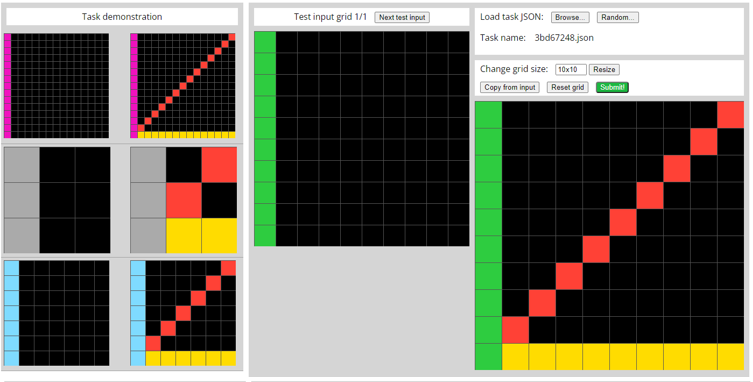 Task demonstration
Test input grid 1/1 Next test input
Load task JSON: Browse... Random...
Task name: 3bd67248.json
Change grid size: 10x10 Resize
Copy from input Reset grid Submit!